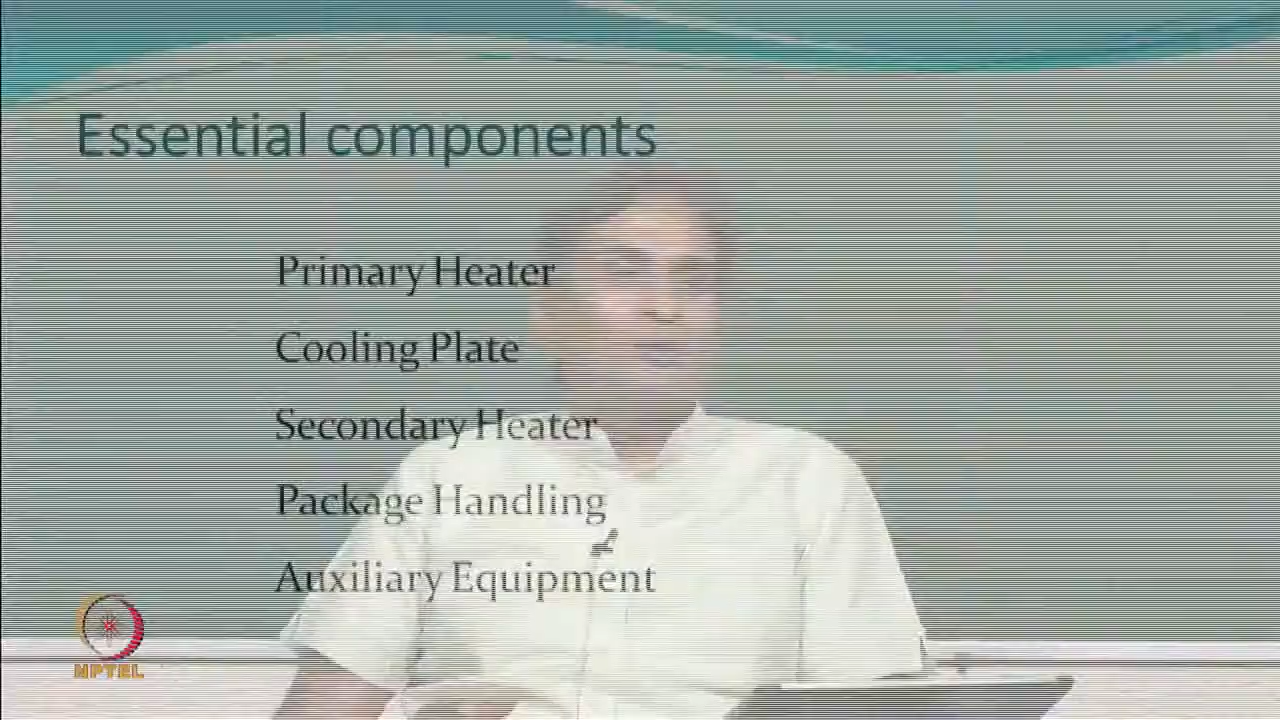 Essential components
Primary Heater
Cooling Plate
Secondary Heater
Package Handling
Auxiliary Equipment
NPTEL